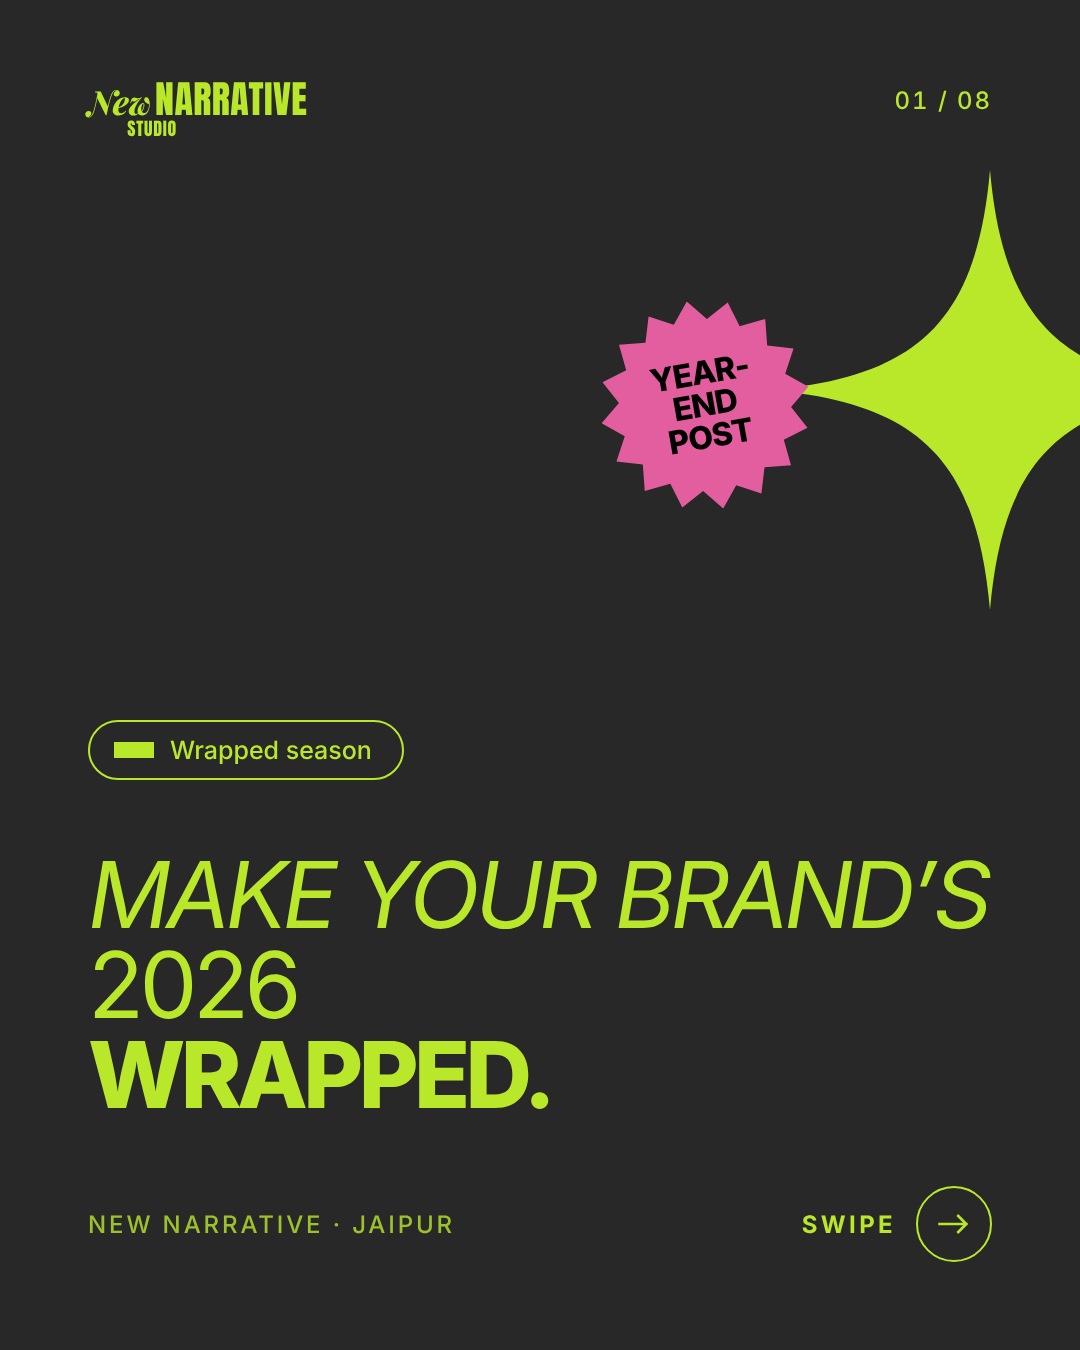 New NARRATIVE
STUDIO
01 / 08
YEAR-
END
POST
Wrapped season
MAKE YOUR BRAND’S
2026
WRAPPED.
NEW NARRATIVE · JAIPUR
SWIPE →